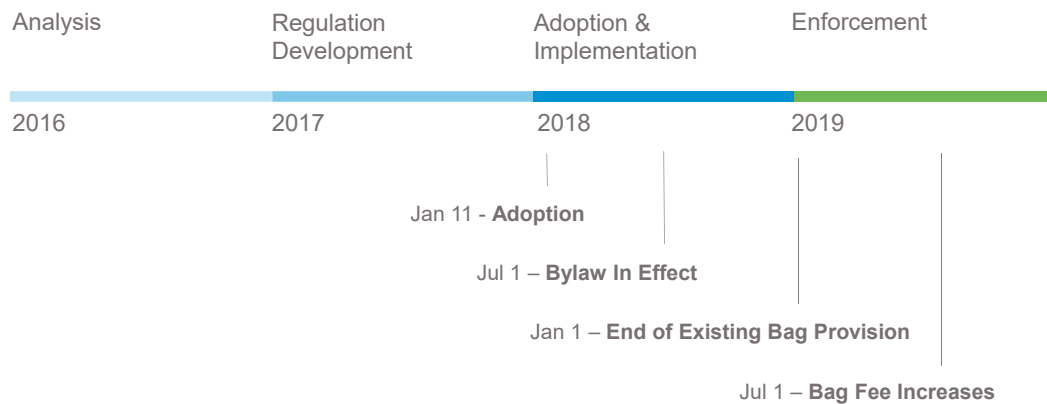 Analysis
Regulation
Development
Adoption &
Implementation
Enforcement
2016
2017
2018
2019
Jan 11 - Adoption
Jul 1 – Bylaw In Effect
Jan 1 – End of Existing Bag Provision
Jul 1 – Bag Fee Increases